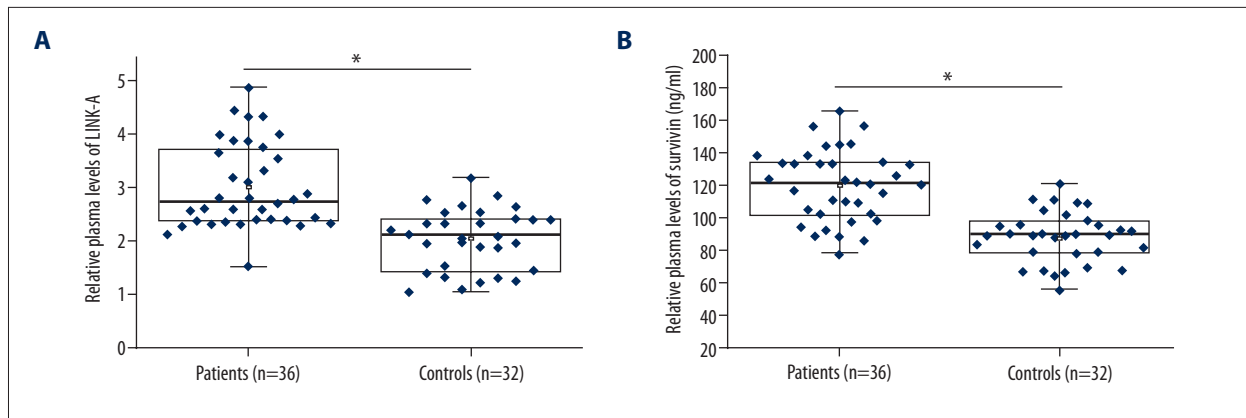 A
Relative plasma levels of LINK-A
5
4
3
2
1
0
*
Patients (n=36)
Controls (n=32)
B
Relative plasma levels of survivin (ng/ml)
200
180
160
140
120
100
80
60
40
20
*
Patients (n=36)
Controls (n=32)